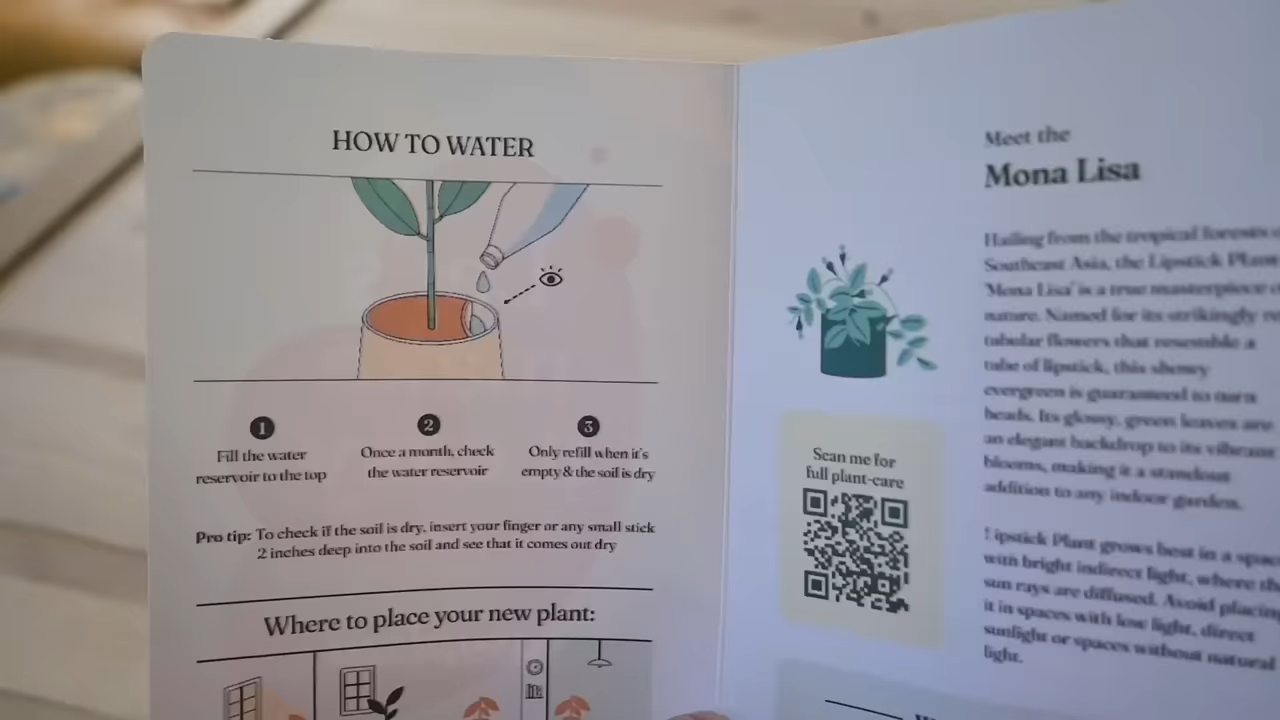 HOW TO WATER
1
Fill the water
reservoir to the top
2
Once a month, check
the water reservoir
3
Only refill when it's
empty & the soil is dry
Pro tip: To check if the soil is dry, insert your finger or any small stick
2 inches deep into the soil and see that it comes out dry
Where to place your new plant:
Meet the
Mona Lisa
Hailing from the tropical forests
Southeast Asia, the Lipstick Plant
'Mona Lisa' is a true masterpiece
nature. Named for its strikingly
tubular flowers that resemble a
tube of lipstick, this showy
evergreen is guaranteed to turn
heads. Its glossy, green leaves are
an elegant backdrop to its vibrant
blooms, making it a standout
addition to any indoor garden.
Scan me for
full plant-care
Lipstick Plant grows best in a space
with bright indirect light, where the
sun rays are diffused. Avoid placing
it in spaces with low light, direct
sunlight or spaces without natural
light.